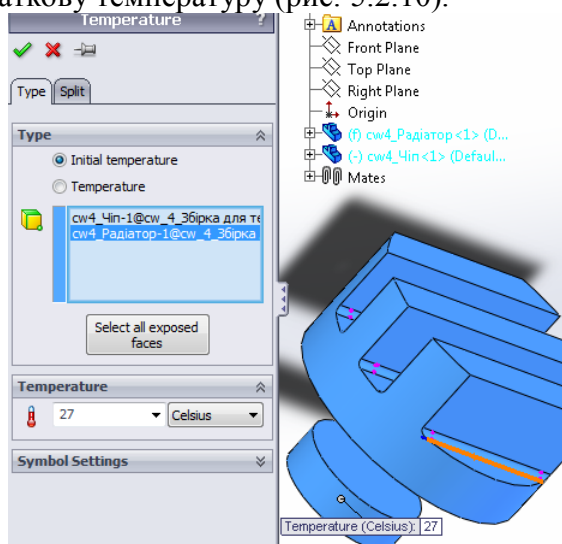 аткову температуру (рис. 5.2.10).
Temperature ?
Type Split
Type
Initial temperature
Temperature
cw4_Чіп-1@cw_4_Збірка для те
cw4_Радіатор-1@cw_4_Збірка
Select all exposed
faces
Temperature
27 Celsius
Symbol Settings
A Annotations
Front Plane
Top Plane
Right Plane
Origin
(f) cw4_Радіатор<1> (D...
(-) cw4_Чіп<1> (Defaul...
Mates
Temperature (Celsius): 27